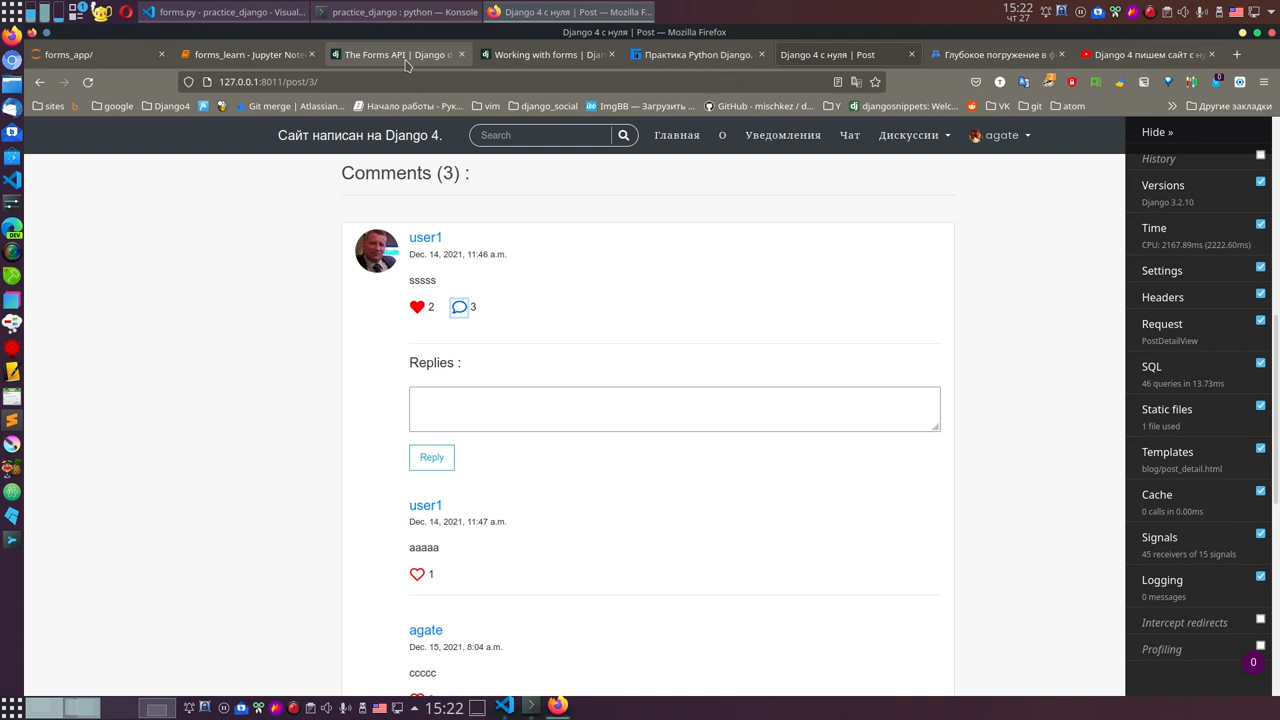 forms.py - practice_django - Visual...
practice_django : python — Konsole
Django 4 с нуля | Post — Mozilla F...
15:22
чт 27
Django 4 с нуля | Post — Mozilla Firefox
forms_app/
forms_learn - Jupyter Note
The Forms API | Django d
Working with forms | Djan
Практика Python Django.
Django 4 с нуля | Post
Глубокое погружение в ф
Django 4 пишем сайт с ну
127.0.0.1:8011/post/3/
sites
b
google
Django4
Git merge | Atlassian...
Начало работы - Рук...
vim
django_social
ImgBB — Загрузить ...
GitHub - mischkez / d...
Y
djangosnippets: Welc...
VK
git
atom
Другие закладки
Сайт написан на Django 4.
Search
Главная
О
Уведомления
Чат
Дискуссии
agate
Hide »
History
Versions
Django 3.2.10
Time
CPU: 2167.89ms (2222.60ms)
Settings
Headers
Request
PostDetailView
SQL
46 queries in 13.73ms
Static files
1 file used
Templates
blog/post_detail.html
Cache
0 calls in 0.00ms
Signals
45 receivers of 15 signals
Logging
0 messages
Intercept redirects
Profiling
0
Comments (3) :
user1
Dec. 14, 2021, 11:46 a.m.
sssss
2
3
Replies :
Reply
user1
Dec. 14, 2021, 11:47 a.m.
aaaaa
1
agate
Dec. 15, 2021, 8:04 a.m.
ccccc
15:22